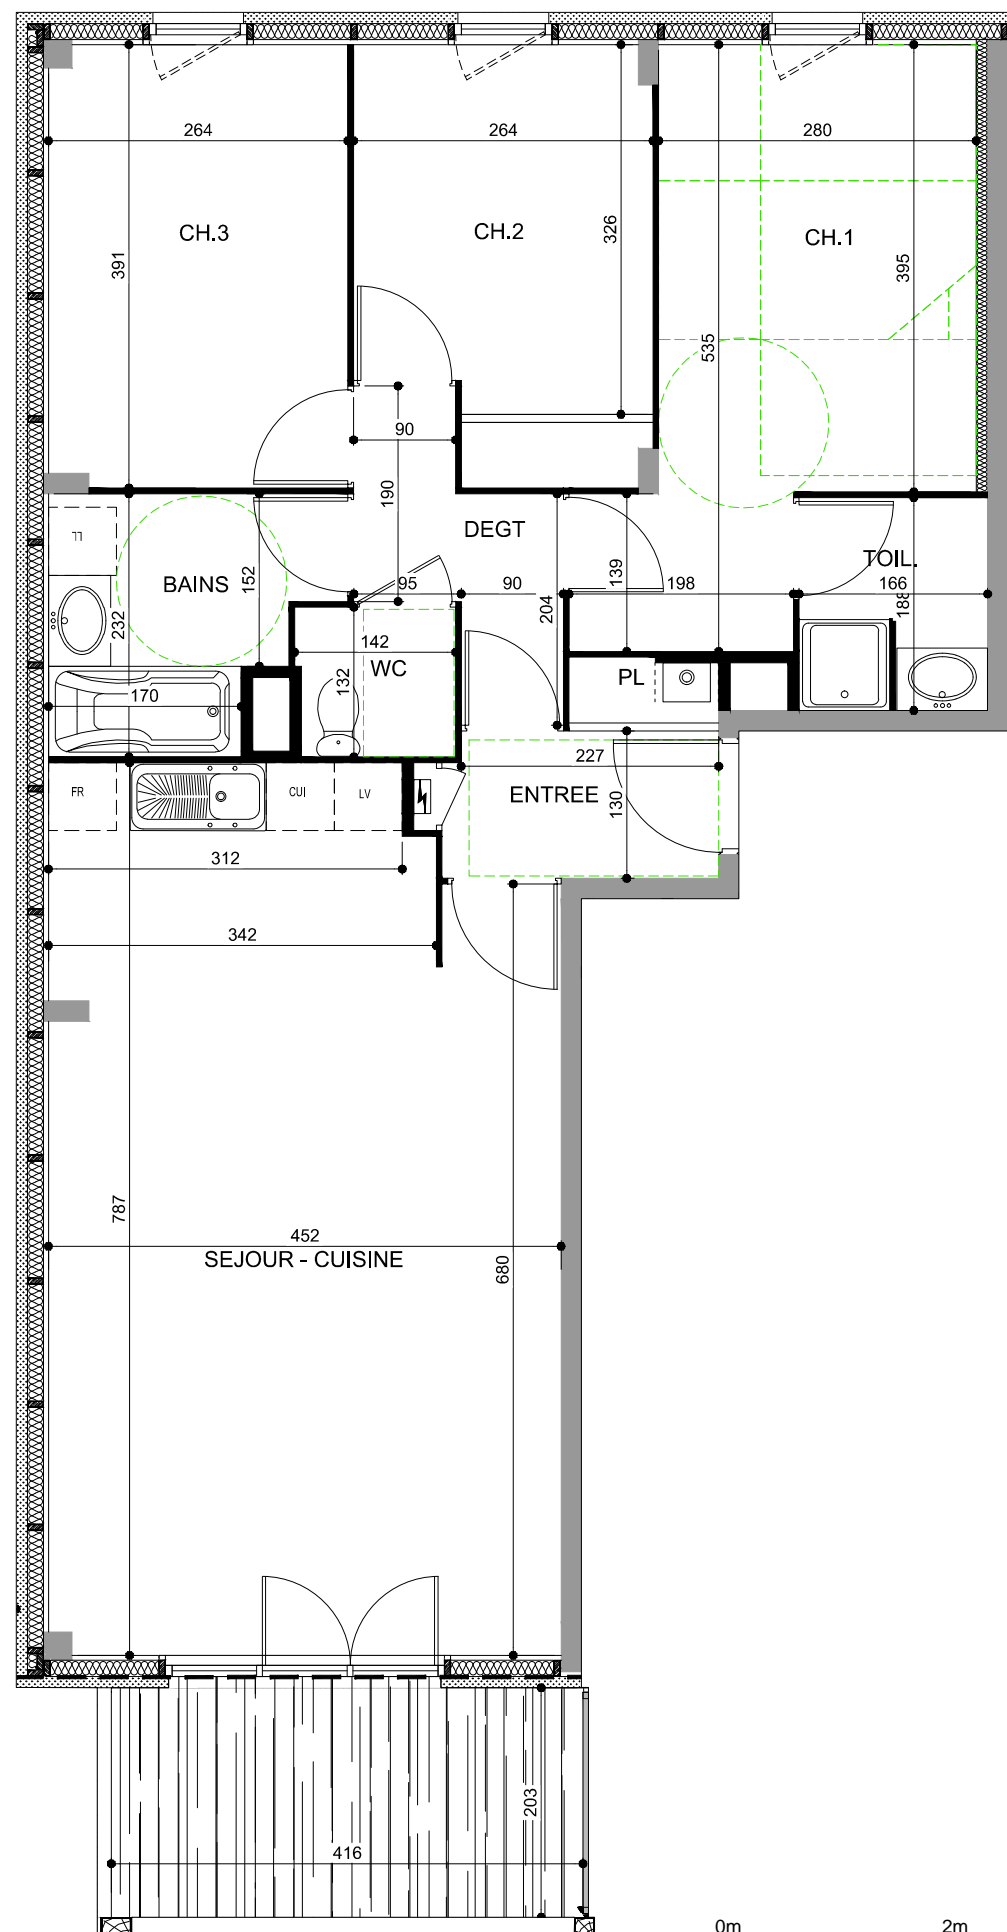 264
264
280
CH.3
CH.2
CH.1
391
326
395
535
90
190
DEGT
TOIL.
LL
BAINS
152
95
90
139
198
166
188
232
204
142
WC
132
PL
170
227
ENTREE
130
FR
CUI
LV
312
342
787
452
SEJOUR - CUISINE
680
203
416
0m
2m